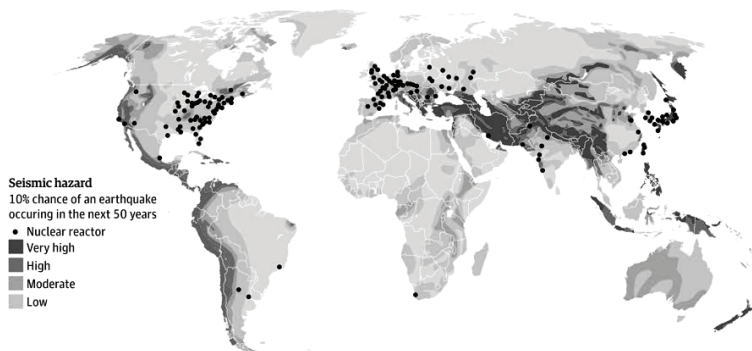 Seismic hazard
10% chance of an earthquake
occuring in the next 50 years
Nuclear reactor
Very high
High
Moderate
Low